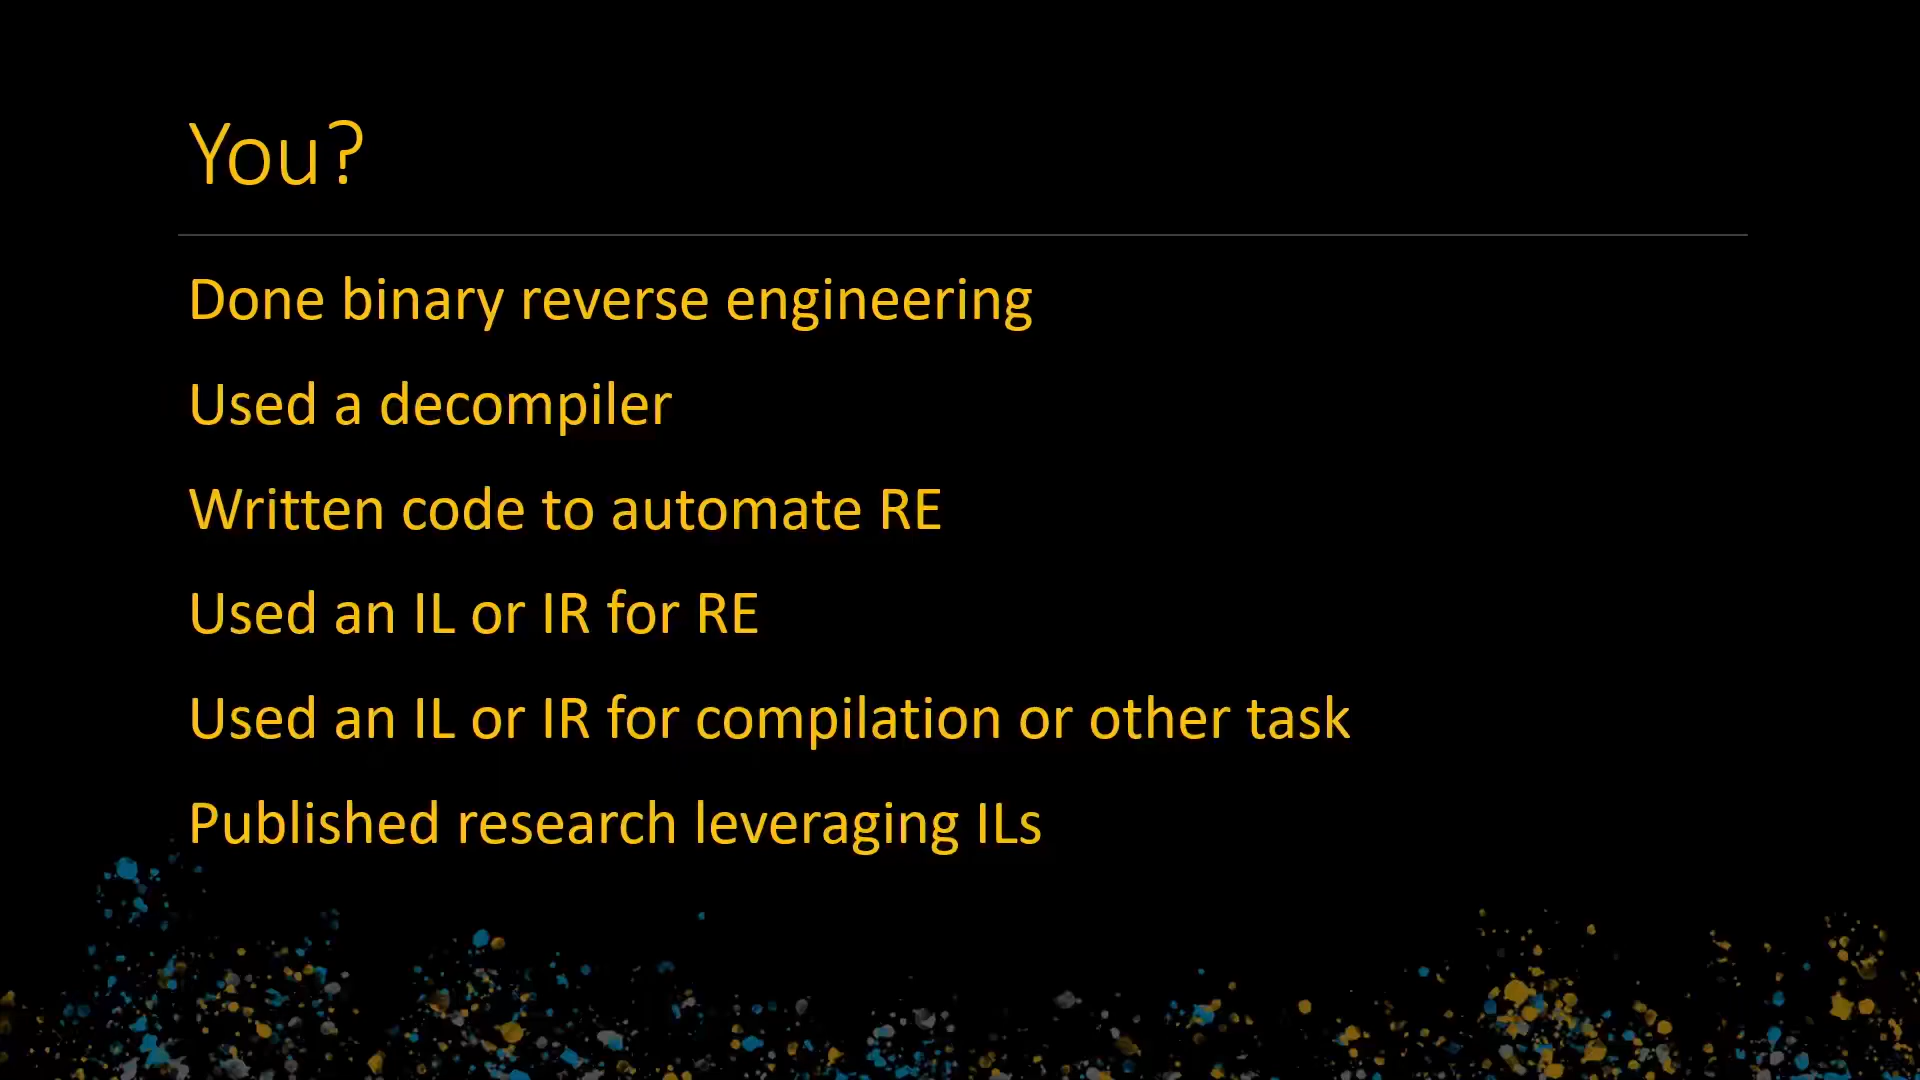 You?
Done binary reverse engineering
Used a decompiler
Written code to automate RE
Used an IL or IR for RE
Used an IL or IR for compilation or other task
Published research leveraging ILs